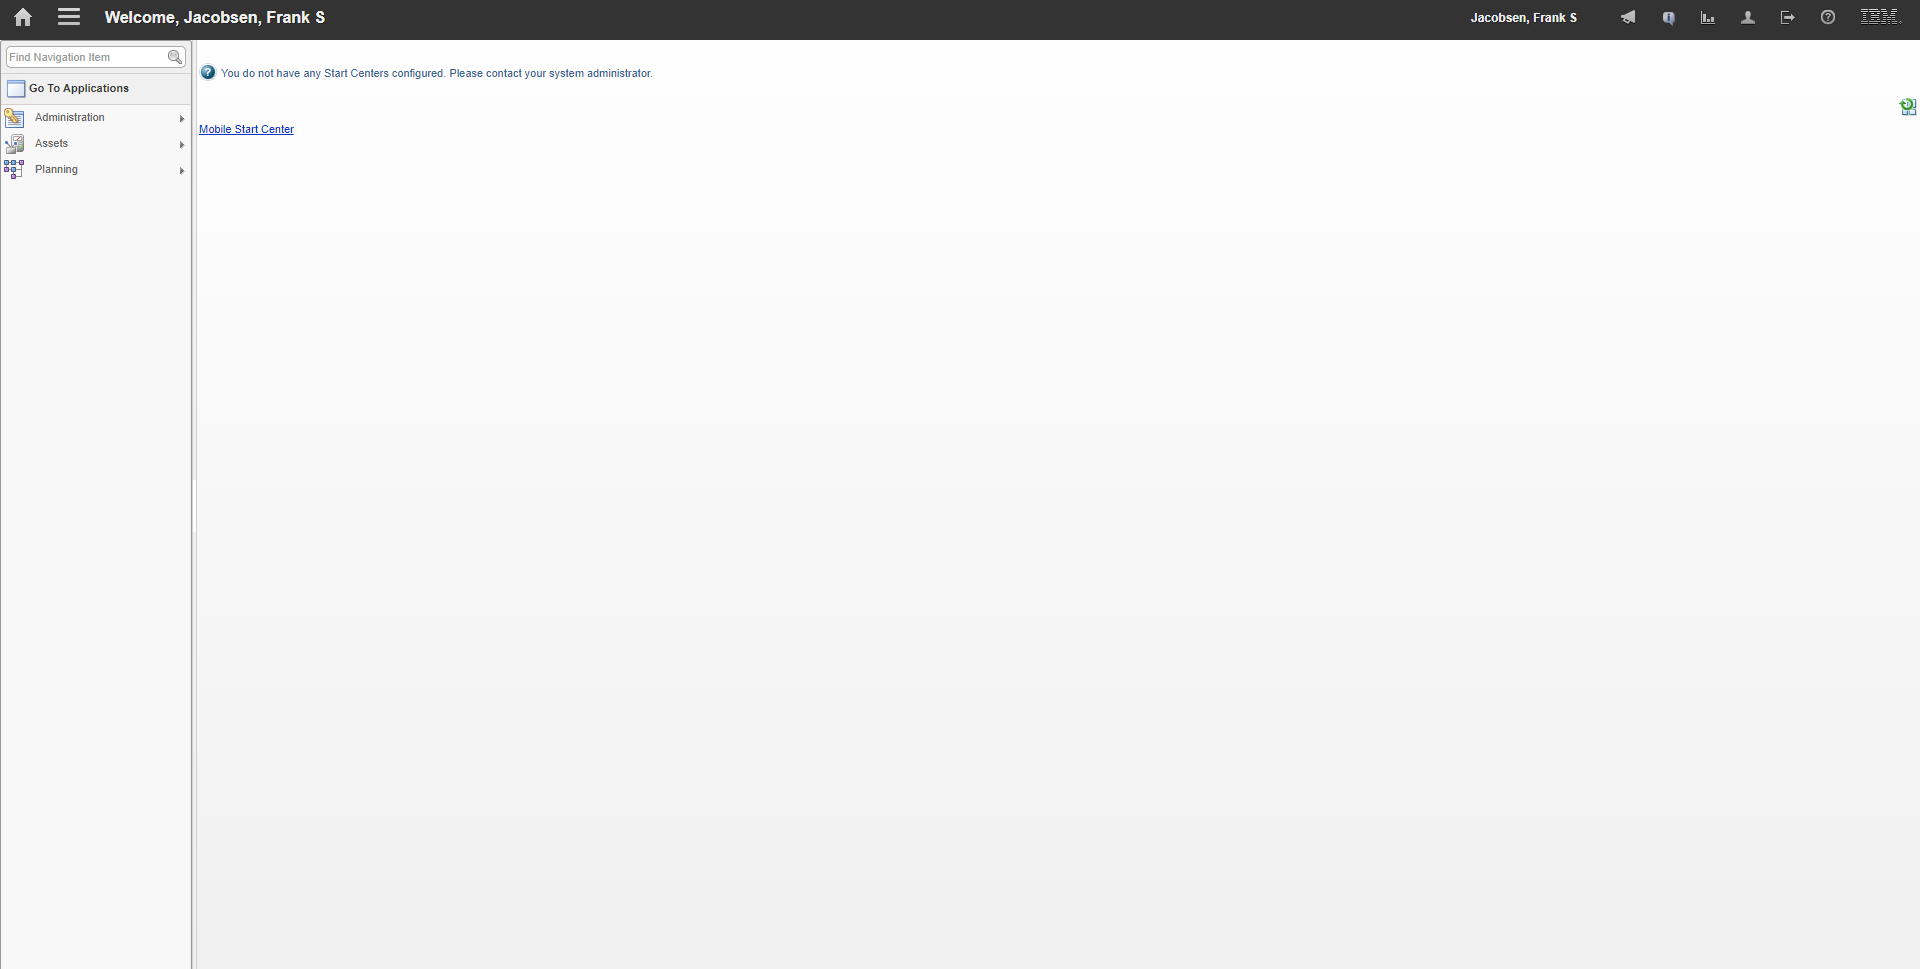 Welcome, Jacobsen, Frank S
Jacobsen, Frank S
IBM.
Find Navigation Item
Go To Applications
Administration
Assets
Planning
You do not have any Start Centers configured. Please contact your system administrator.
Mobile Start Center